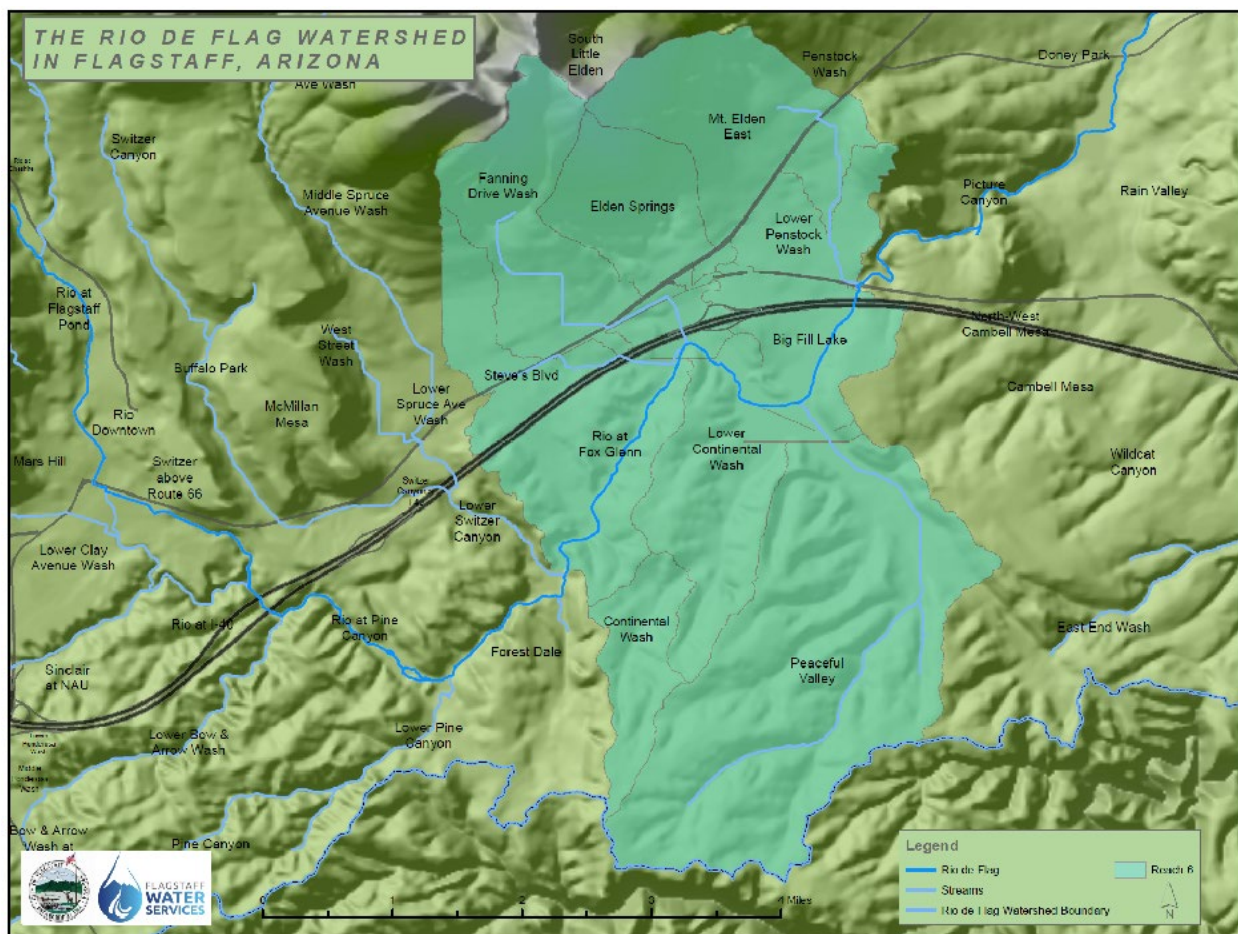 THE RIO DE FLAG WATERSHED
IN FLAGSTAFF, ARIZONA
South
Little
Elden
Penstock
Wash
Doney Park
Ave Wash
Switzer
Canyon
Mt. Elden
East
Fanning
Drive Wash
Middle Spruce
Avenue Wash
Elden Springs
Picture
Canyon
Rain Valley
Lower
Penstock
Wash
Rio at
Flagstaff
Pond
West
Street
Wash
North-West
Cambell Mesa
Big Fill Lake
Buffalo Park
Steve's Blvd
Cambell Mesa
McMillan
Mesa
Lower
Spruce Ave
Wash
Rio
Downtown
Rio at
Fox Glenn
Lower
Continental
Wash
Mars Hill
Switzer
above
Route 66
Wildcat
Canyon
Lower
Switzer
Canyon
Lower Clay
Avenue Wash
Rio at I-40
Rio at Pine
Canyon
Continental
Wash
East End Wash
Forest Dale
Sinclair
at NAU
Peaceful
Valley
Lower Bow &
Arrow Wash
Lower Pine
Canyon
Bow & Arrow
Wash at
Pine Canyon
FLAGSTAFF
WATER
SERVICES
0 1 2 3 4 Miles
Legend
Rio de Flag
Streams
Rio de Flag Watershed Boundary
Reach 6
N